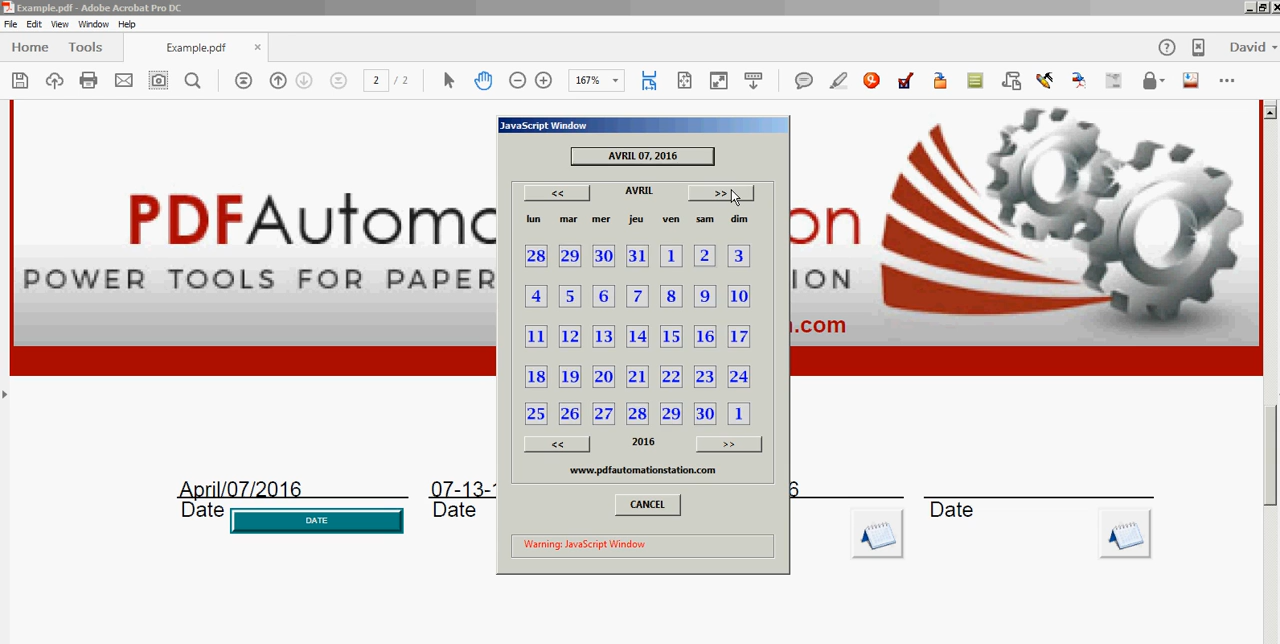 Example.pdf - Adobe Acrobat Pro DC
File Edit View Window Help
Home Tools Example.pdf × David
2 / 2 167%
JavaScript Window
AVRIL 07, 2016
<< AVRIL >>
lun mar mer jeu ven sam dim
28 29 30 31 1 2 3
4 5 6 7 8 9 10
11 12 13 14 15 16 17
18 19 20 21 22 23 24
25 26 27 28 29 30 1
<< 2016 >>
www.pdfautomationstation.com
CANCEL
Warning: JavaScript Window
PDFAutoma on
POWER TOOLS FOR PAPER ION
.com
April/07/2016 07-13-1 6
Date Date Date
DATE